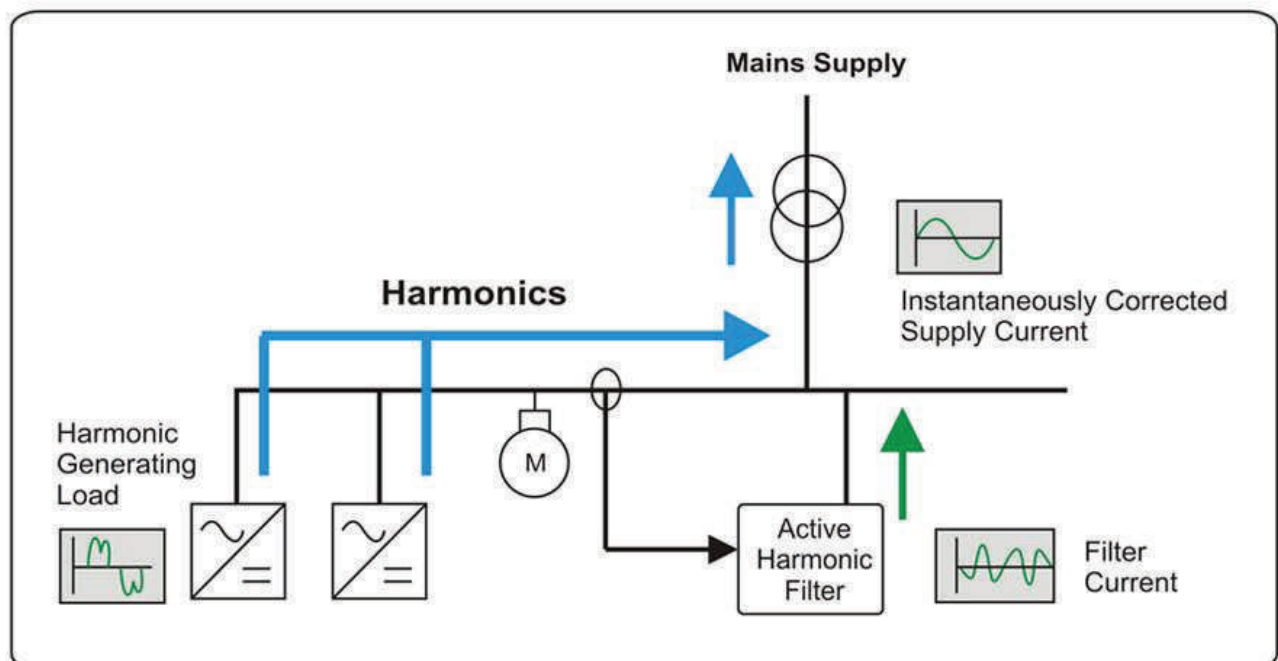 Mains Supply
Harmonics
Instantaneously Corrected
Supply Current
Harmonic
Generating
Load
M
Active
Harmonic
Filter
Filter
Current